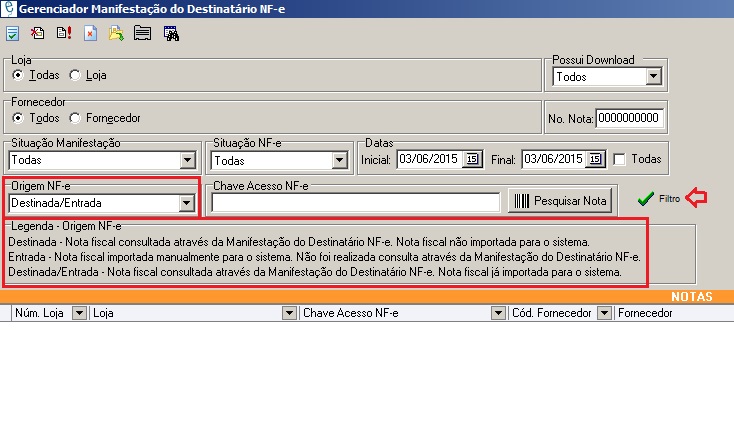 Gerenciador Manifestação do Destinatário NF-e
Loja
Todas Loja
Possui Download
Todos
Fornecedor
Todos Fornecedor
No. Nota: 0000000000
Situação Manifestação
Todas
Situação NF-e
Todas
Datas
Inicial: 03/06/2015 15 Final: 03/06/2015 15 Todas
Origem NF-e
Destinada/Entrada
Chave Acesso NF-e
Pesquisar Nota
Filtro
Legenda - Origem NF-e
Destinada - Nota fiscal consultada através da Manifestação do Destinatário NF-e. Nota fiscal não importada para o sistema.
Entrada - Nota fiscal importada manualmente para o sistema. Não foi realizada consulta através da Manifestação do Destinatário NF-e.
Destinada/Entrada - Nota fiscal consultada através da Manifestação do Destinatário NF-e. Nota fiscal já importada para o sistema.
NOTAS
Núm. Loja Loja Chave Acesso NF-e Cód. Fornecedor Fornecedor